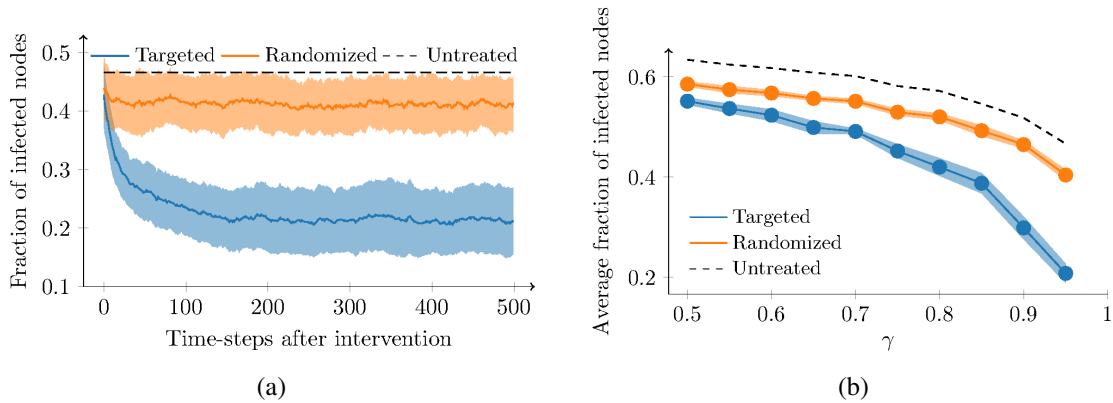 Targeted Randomized Untreated
0.5
0.4
0.3
0.2
0.1
Fraction of infected nodes
0 100 200 300 400 500
Time-steps after intervention
(a)
Average fraction of infected nodes
0.6
0.4
0.2
Targeted
Randomized
Untreated
0.5 0.6 0.7 0.8 0.9 1
γ
(b)